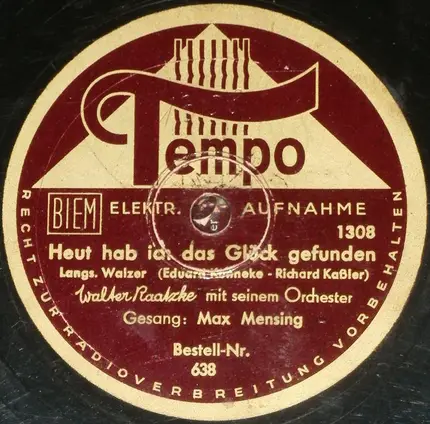 Tempo
BIEM ELEKTR. AUFNAHME
1308
Heut hab ich das Glück gefunden
Langs. Walzer (Eduard Künneke - Richard Kaßler)
Walter Raatzke mit seinem Orchester
Gesang: Max Mensing
Bestell-Nr.
638
RECHT ZUR RADIOVERBREITUNG VORBEHALTEN